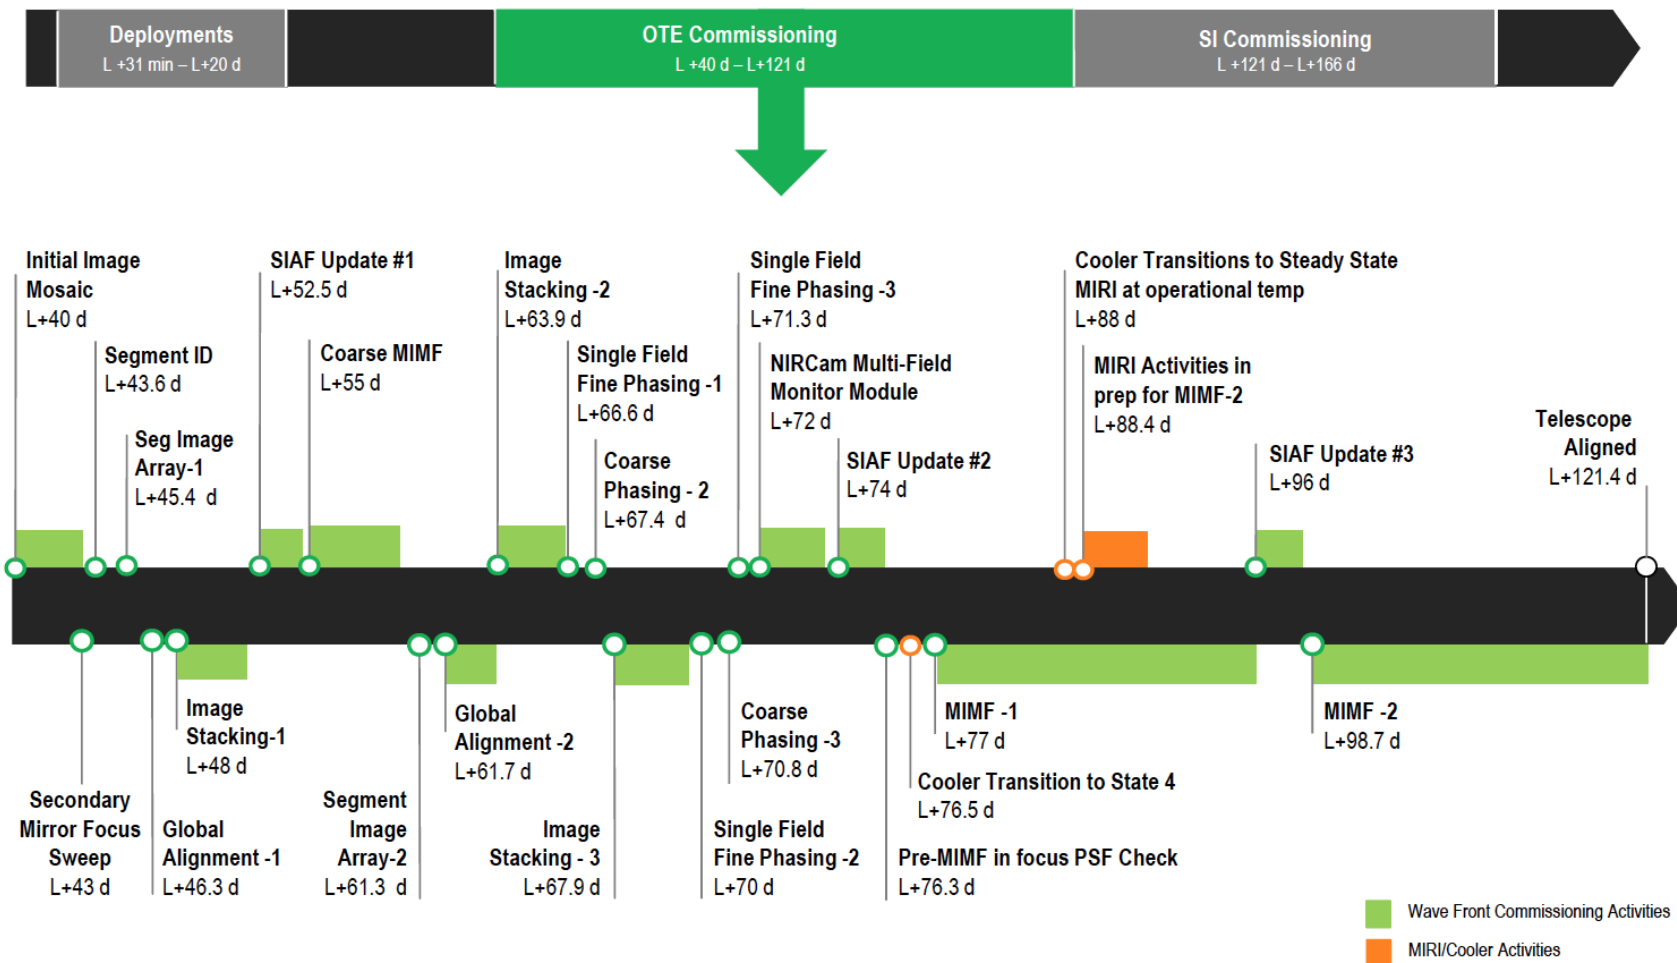 Deployments
L +31 min – L+20 d
OTE Commissioning
L +40 d – L+121 d
SI Commissioning
L +121 d – L+166 d
Initial Image
Mosaic
L+40 d
Segment ID
L+43.6 d
Seg Image
Array-1
L+45.4 d
SIAF Update #1
L+52.5 d
Coarse MIMF
L+55 d
Image
Stacking -2
L+63.9 d
Single Field
Fine Phasing -1
L+66.6 d
Coarse
Phasing - 2
L+67.4 d
Single Field
Fine Phasing -3
L+71.3 d
NIRCam Multi-Field
Monitor Module
L+72 d
SIAF Update #2
L+74 d
Cooler Transitions to Steady State
MIRI at operational temp
L+88 d
MIRI Activities in
prep for MIMF-2
L+88.4 d
SIAF Update #3
L+96 d
Telescope
Aligned
L+121.4 d
Secondary
Mirror Focus
Sweep
L+43 d
Global
Alignment -1
L+46.3 d
Image
Stacking-1
L+48 d
Segment
Image
Array-2
L+61.3 d
Global
Alignment -2
L+61.7 d
Image
Stacking - 3
L+67.9 d
Single Field
Fine Phasing -2
L+70 d
Coarse
Phasing -3
L+70.8 d
Pre-MIMF in focus PSF Check
L+76.3 d
Cooler Transition to State 4
L+76.5 d
MIMF -1
L+77 d
MIMF -2
L+98.7 d
Wave Front Commissioning Activities
MIRI/Cooler Activities